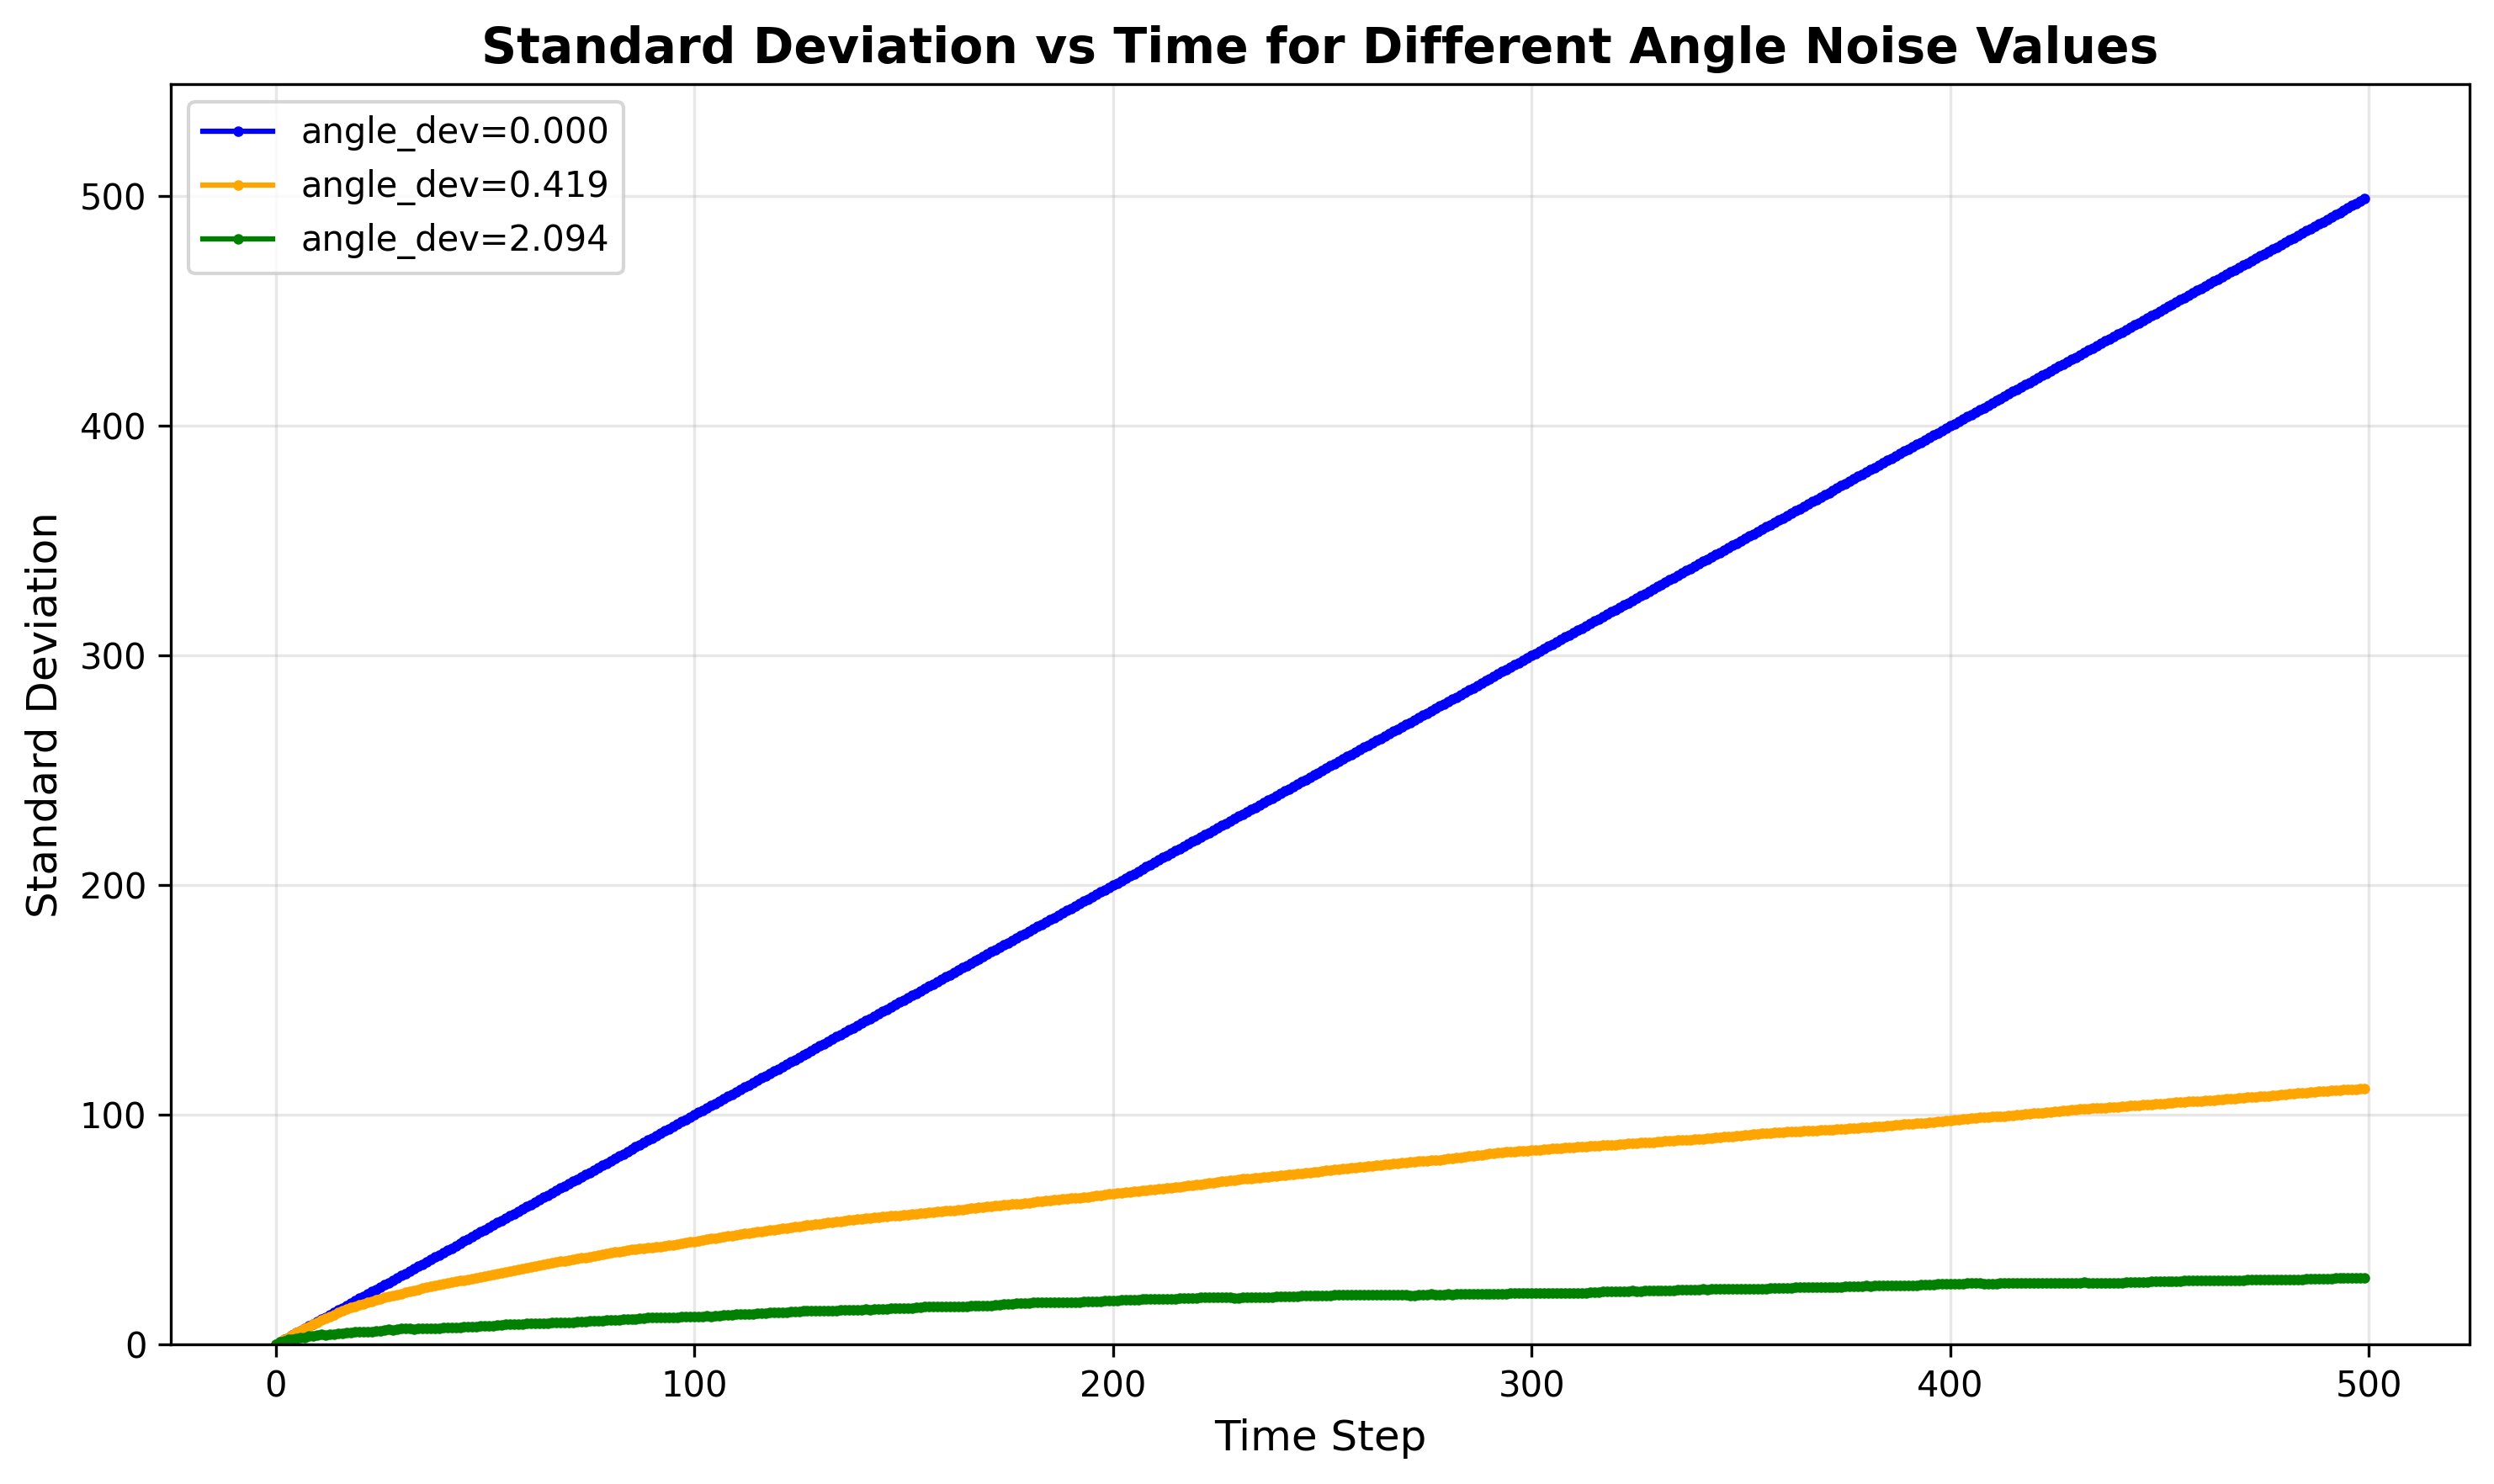 Standard Deviation vs Time for Different Angle Noise Values
angle_dev=0.000
angle_dev=0.419
angle_dev=2.094
Standard Deviation
500
400
300
200
100
0
0 100 200 300 400 500
Time Step